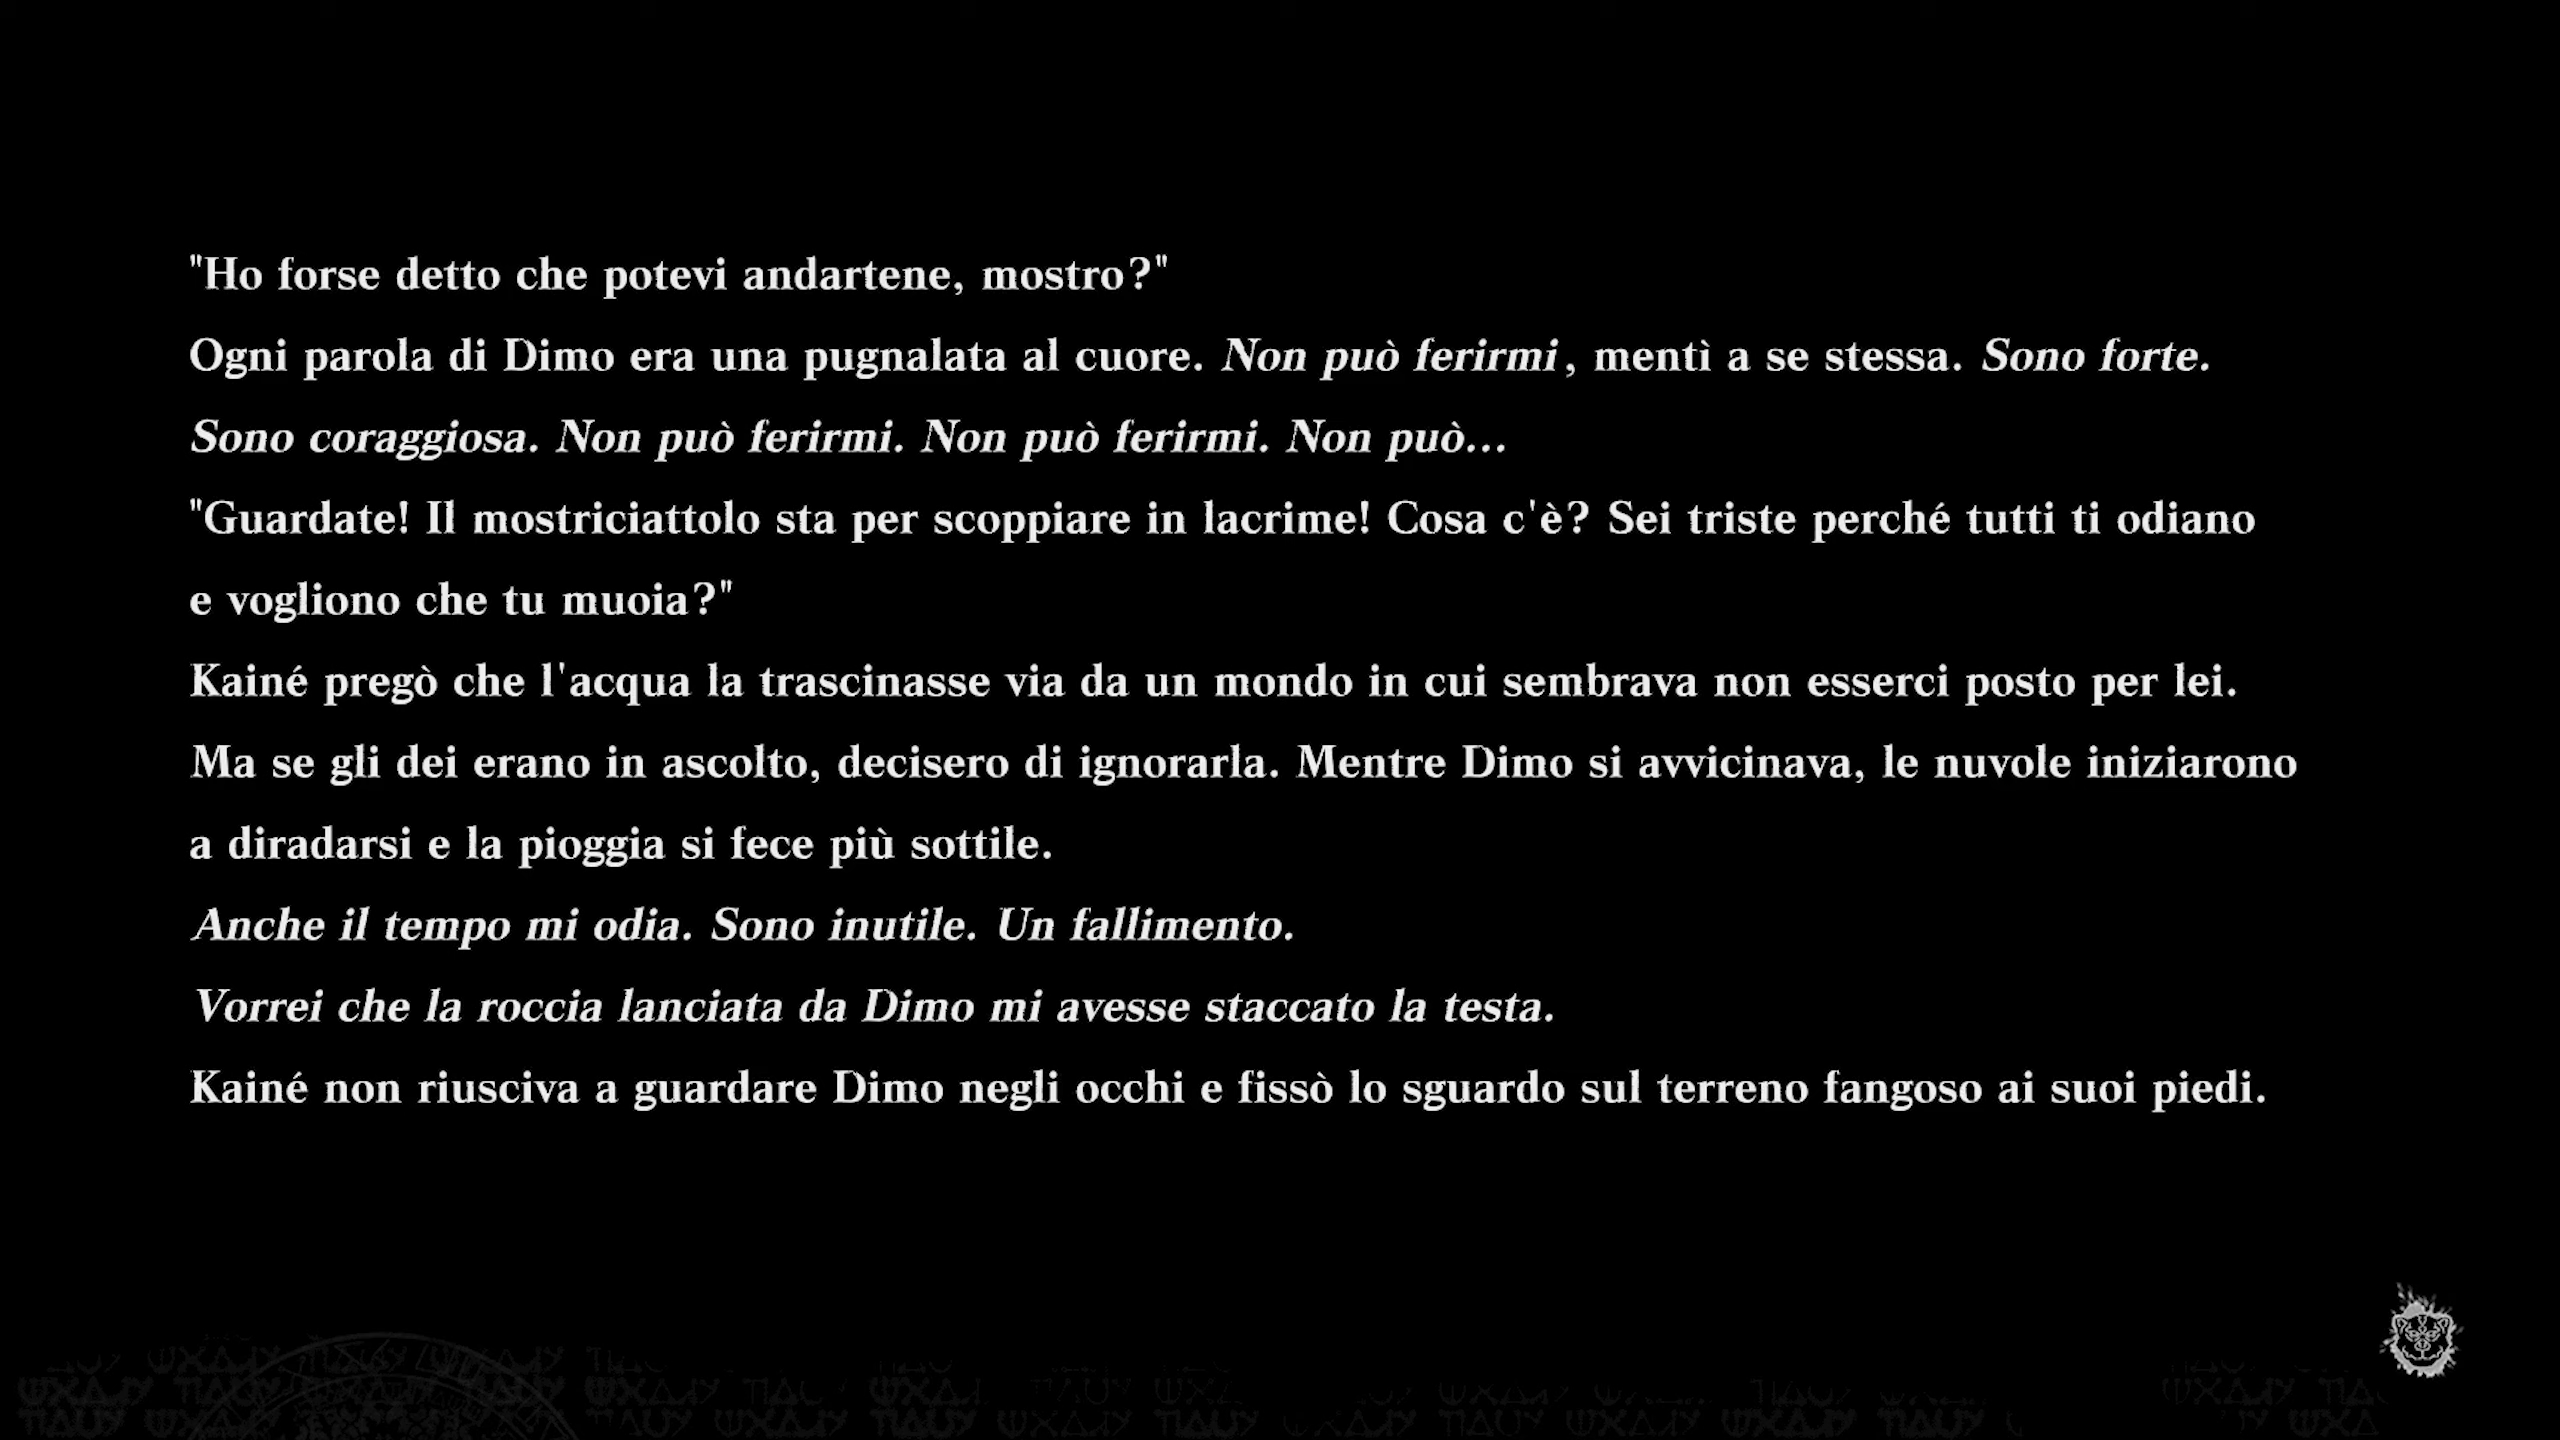 "Ho forse detto che potevi andartene, mostro?"
Ogni parola di Dimo era una pugnalata al cuore. Non può ferirmi, mentì a se stessa. Sono forte.
Sono coraggiosa. Non può ferirmi. Non può ferirmi. Non può...
"Guardate! Il mostriciattolo sta per scoppiare in lacrime! Cosa c'è? Sei triste perché tutti ti odiano
e vogliono che tu muoia?"
Kainé pregò che l'acqua la trascinasse via da un mondo in cui sembrava non esserci posto per lei.
Ma se gli dei erano in ascolto, decisero di ignorarla. Mentre Dimo si avvicinava, le nuvole iniziarono
a diradarsi e la pioggia si fece più sottile.
Anche il tempo mi odia. Sono inutile. Un fallimento.
Vorrei che la roccia lanciata da Dimo mi avesse staccato la testa.
Kainé non riusciva a guardare Dimo negli occhi e fissò lo sguardo sul terreno fangoso ai suoi piedi.